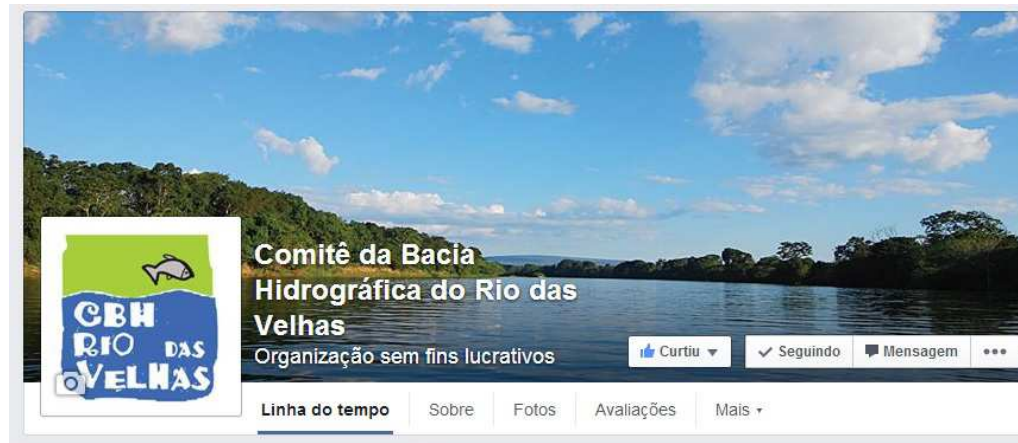 Comitê da Bacia
Hidrográfica do Rio das
Velhas
Organização sem fins lucrativos
CBH
RIO DAS
VELHAS
Curtiu
Seguindo
Mensagem
Linha do tempo
Sobre
Fotos
Avaliações
Mais